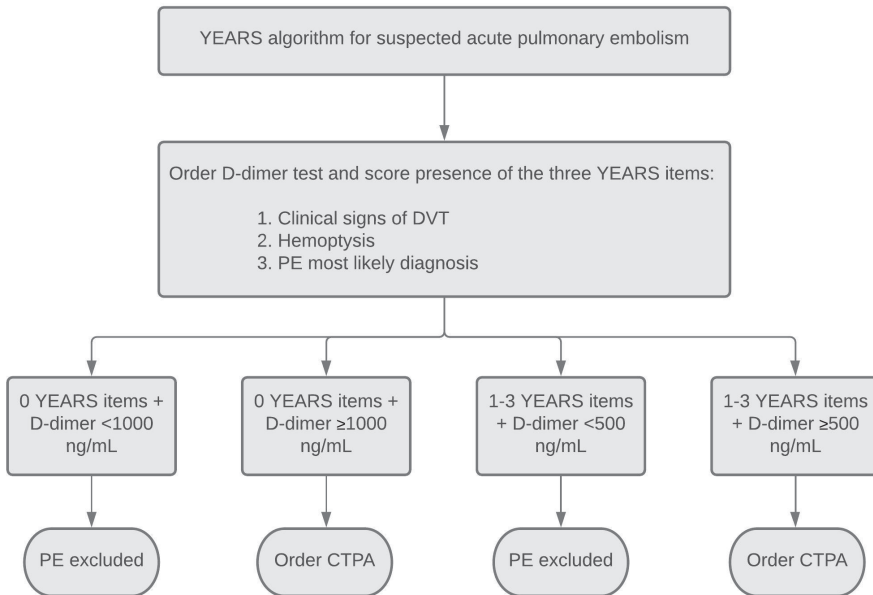 YEARS algorithm for suspected acute pulmonary embolism
Order D-dimer test and score presence of the three YEARS items:
1. Clinical signs of DVT
2. Hemoptysis
3. PE most likely diagnosis
0 YEARS items +
D-dimer <1000
ng/mL
0 YEARS items +
D-dimer ≥1000
ng/mL
1-3 YEARS items
+ D-dimer <500
ng/mL
1-3 YEARS items
+ D-dimer ≥500
ng/mL
PE excluded
Order CTPA
PE excluded
Order CTPA